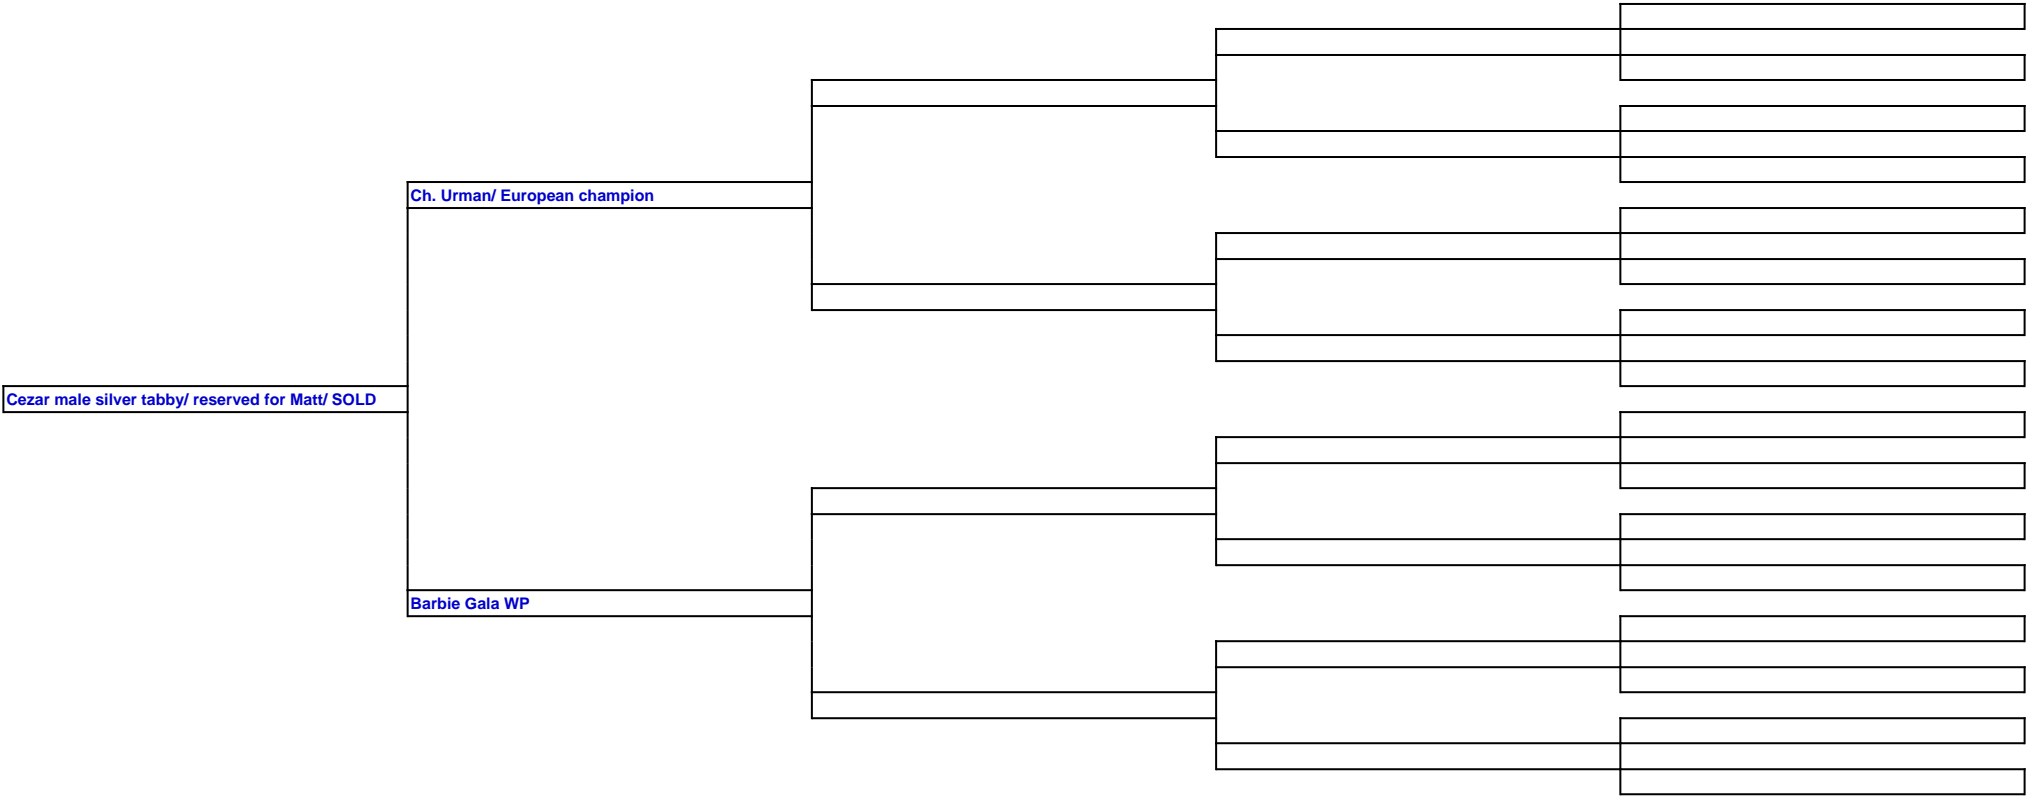 Ch. Urman/ European champion
Cezar male silver tabby/ reserved for Matt/ SOLD
Barbie Gala WP